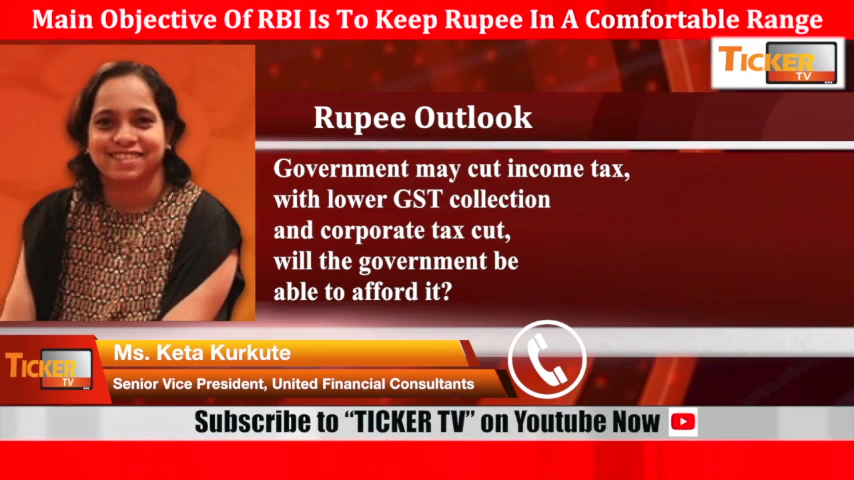 Main Objective Of RBI Is To Keep Rupee In A Comfortable Range
TICKER
TV
Rupee Outlook
Government may cut income tax,
with lower GST collection
and corporate tax cut,
will the government be
able to afford it?
TICKER
TV
Ms. Keta Kurkute
Senior Vice President, United Financial Consultants
Subscribe to “TICKER TV” on Youtube Now